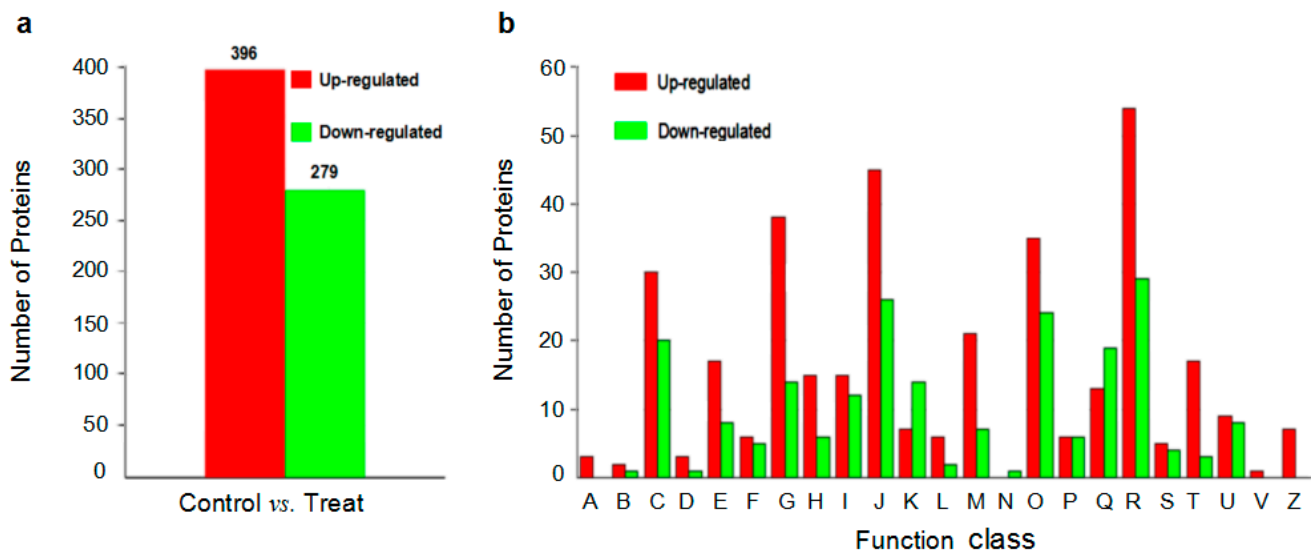 a
396
Up-regulated
Down-regulated
279
400
350
300
250
200
150
100
50
0
Number of Proteins
Control vs. Treat
b
Up-regulated
Down-regulated
60
50
40
30
20
10
0
Number of Proteins
A B C D E F G H I J K L M N O P Q R S T U V Z
Function class